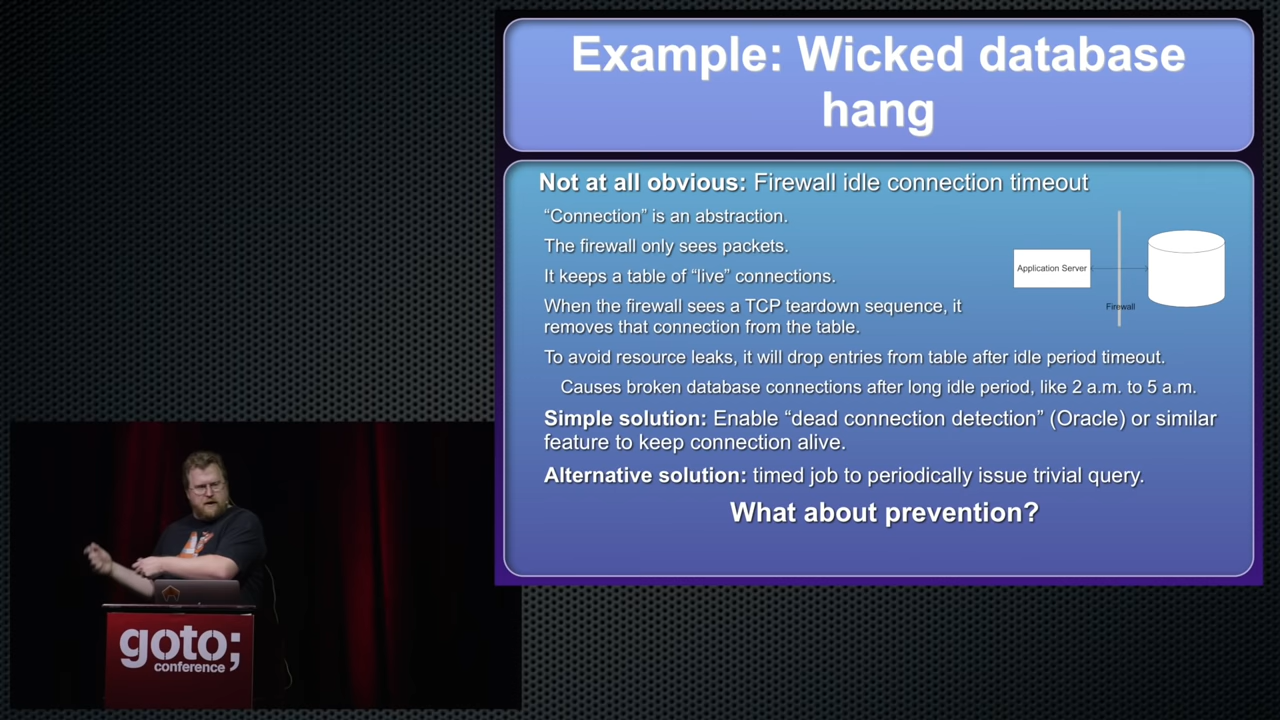 Example: Wicked database
hang
Not at all obvious: Firewall idle connection timeout
“Connection” is an abstraction.
The firewall only sees packets.
It keeps a table of “live” connections.
When the firewall sees a TCP teardown sequence, it
removes that connection from the table.
To avoid resource leaks, it will drop entries from table after idle period timeout.
Causes broken database connections after long idle period, like 2 a.m. to 5 a.m.
Simple solution: Enable “dead connection detection” (Oracle) or similar
feature to keep connection alive.
Alternative solution: timed job to periodically issue trivial query.
What about prevention?
Application Server
Firewall
goto;
conference